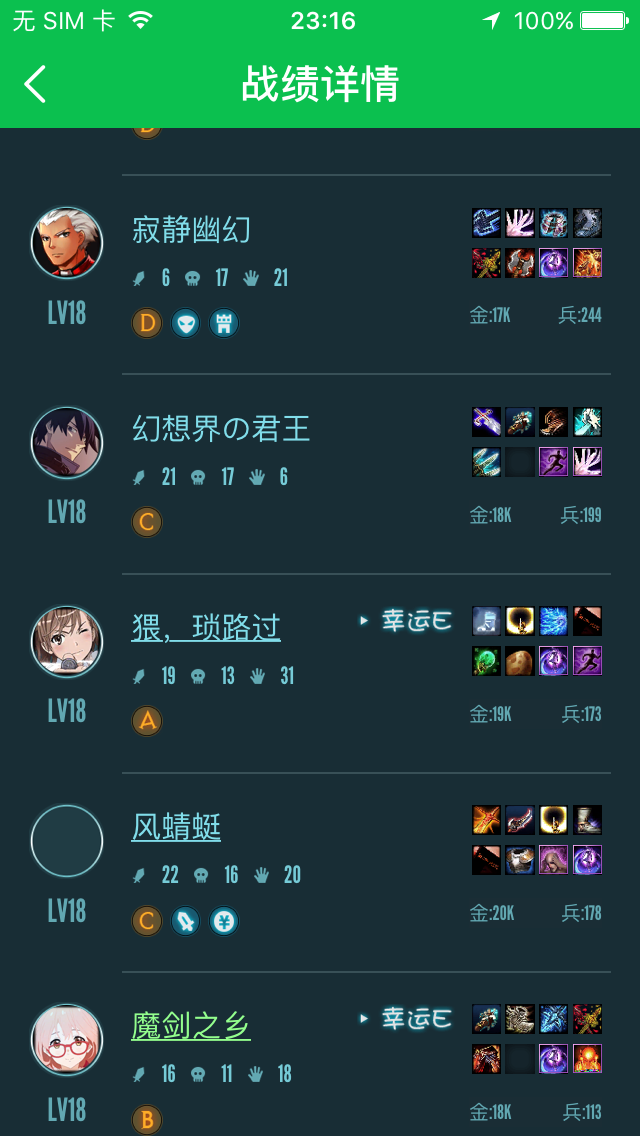 无 SIM 卡 23:16 100%
战绩详情
D
寂静幽幻
6 17 21
LV18
D
金:17K 兵:244
幻想界の君王
21 17 6
LV18
C
金:18K 兵:199
猥，琐路过 幸运E
19 13 31
LV18
A
金:19K 兵:173
风蜻蜓
22 16 20
LV18
C ¥
金:20K 兵:178
魔剑之乡 幸运E
16 11 18
LV18
B
金:18K 兵:113